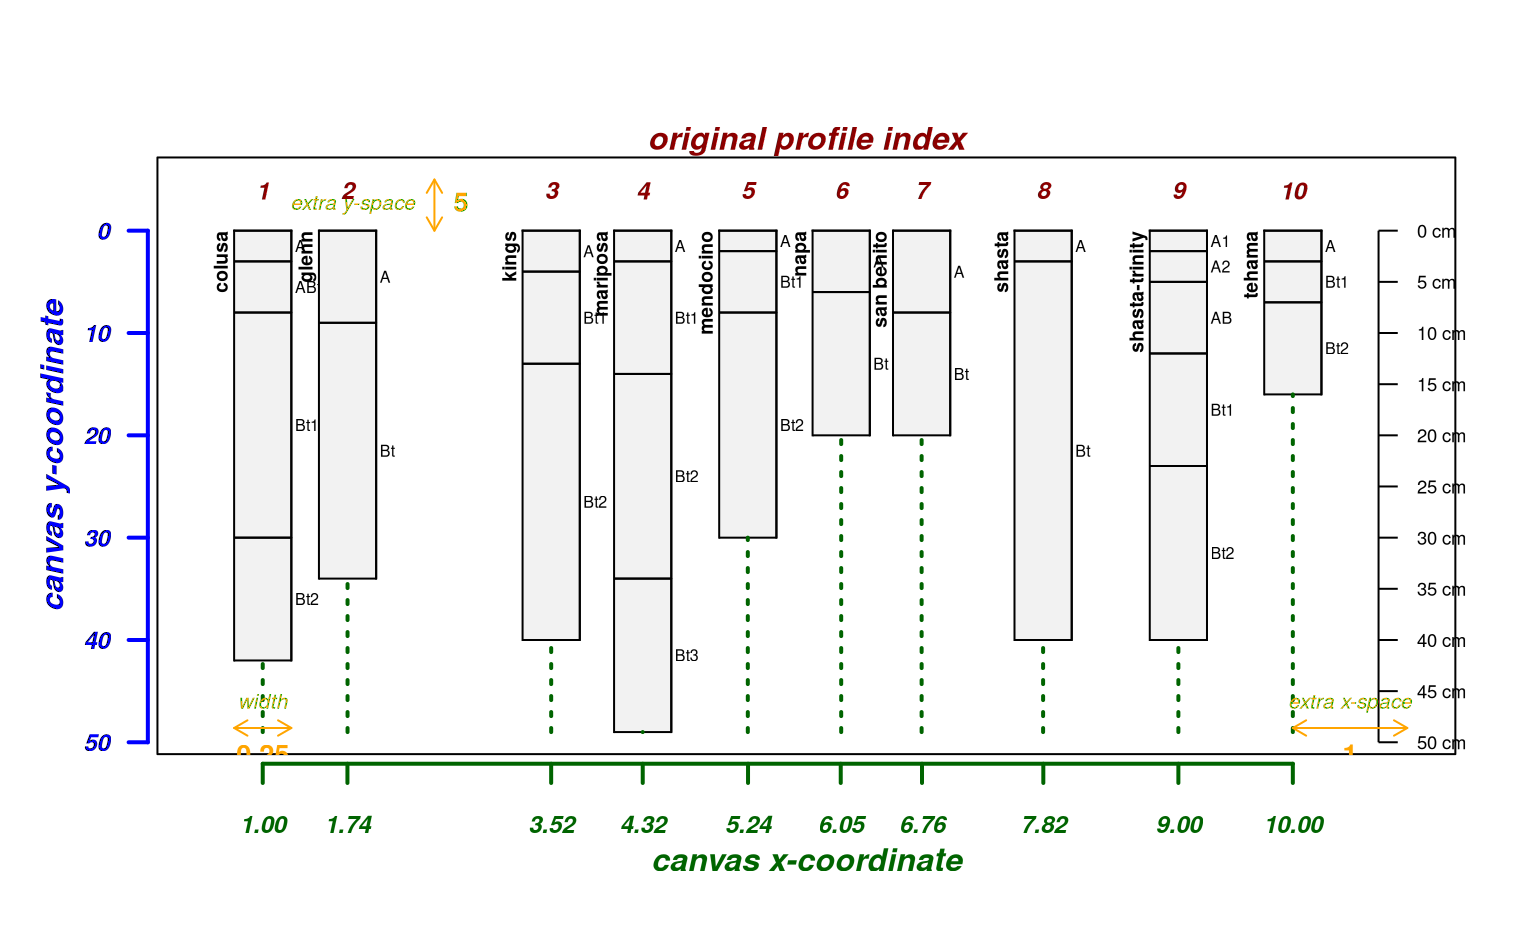 original profile index
1 2 3 4 5 6 7 8 9 10
extra y-space 5
canvas y-coordinate
0
10
20
30
40
50
colusa
A
Bt1
Bt2
glenn
A
Bt
kings
A
Bt1
Bt2
mariposa
A
Bt1
Bt2
Bt3
mendocino
A
Bt1
Bt2
napa
Bt
san benito
A
Bt
shasta
A
Bt
shasta-trinity
A1
A2
AB
Bt1
Bt2
tehama
A
Bt1
Bt2
0 cm
5 cm
10 cm
15 cm
20 cm
25 cm
30 cm
35 cm
40 cm
45 cm
50 cm
width
0.25
extra x-space
1
1.00 1.74 3.52 4.32 5.24 6.05 6.76 7.82 9.00 10.00
canvas x-coordinate